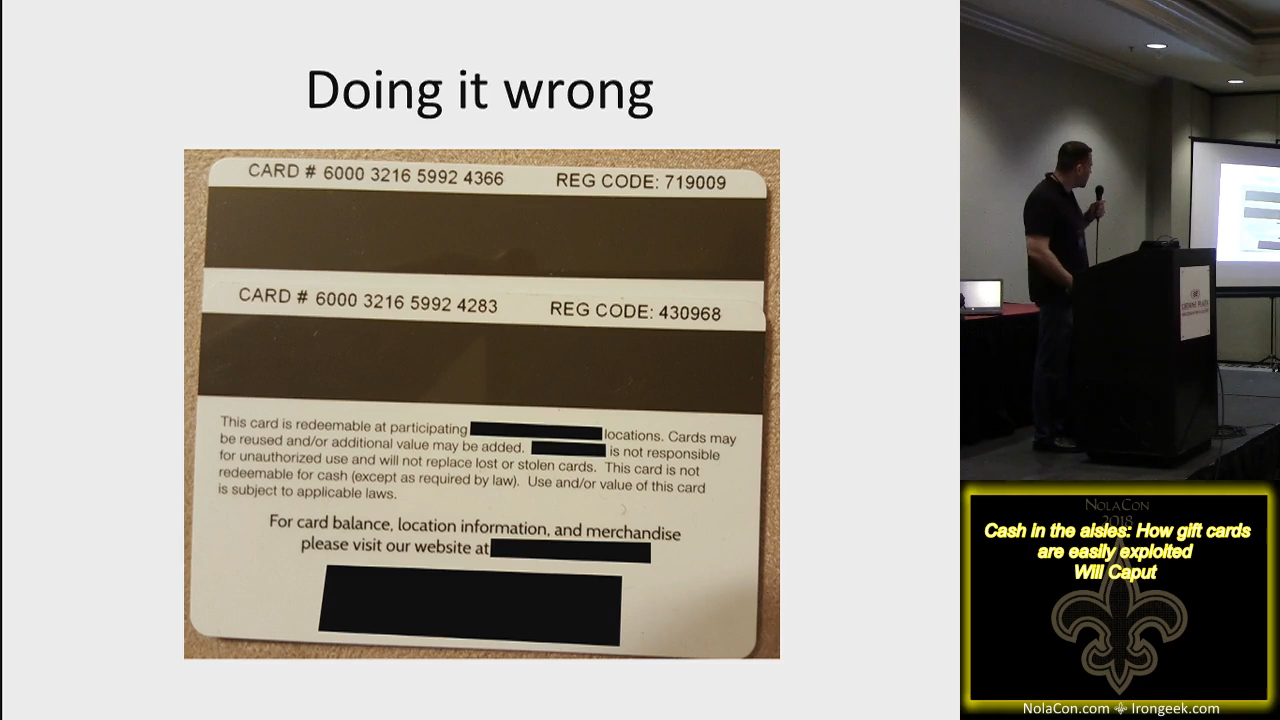 Doing it wrong
CARD # 6000 3216 5992 4366 REG CODE: 719009
CARD # 6000 3216 5992 4283 REG CODE: 430968
This card is redeemable at participating locations. Cards may
be reused and/or additional value may be added. is not responsible
for unauthorized use and will not replace lost or stolen cards. This card is not
redeemable for cash (except as required by law). Use and/or value of this card
is subject to applicable laws.
For card balance, location information, and merchandise
please visit our website at
NOLACON
2018
Cash in the aisles: How gift cards
are easily exploited
Will Caput
NolaCon.com Irongeek.com